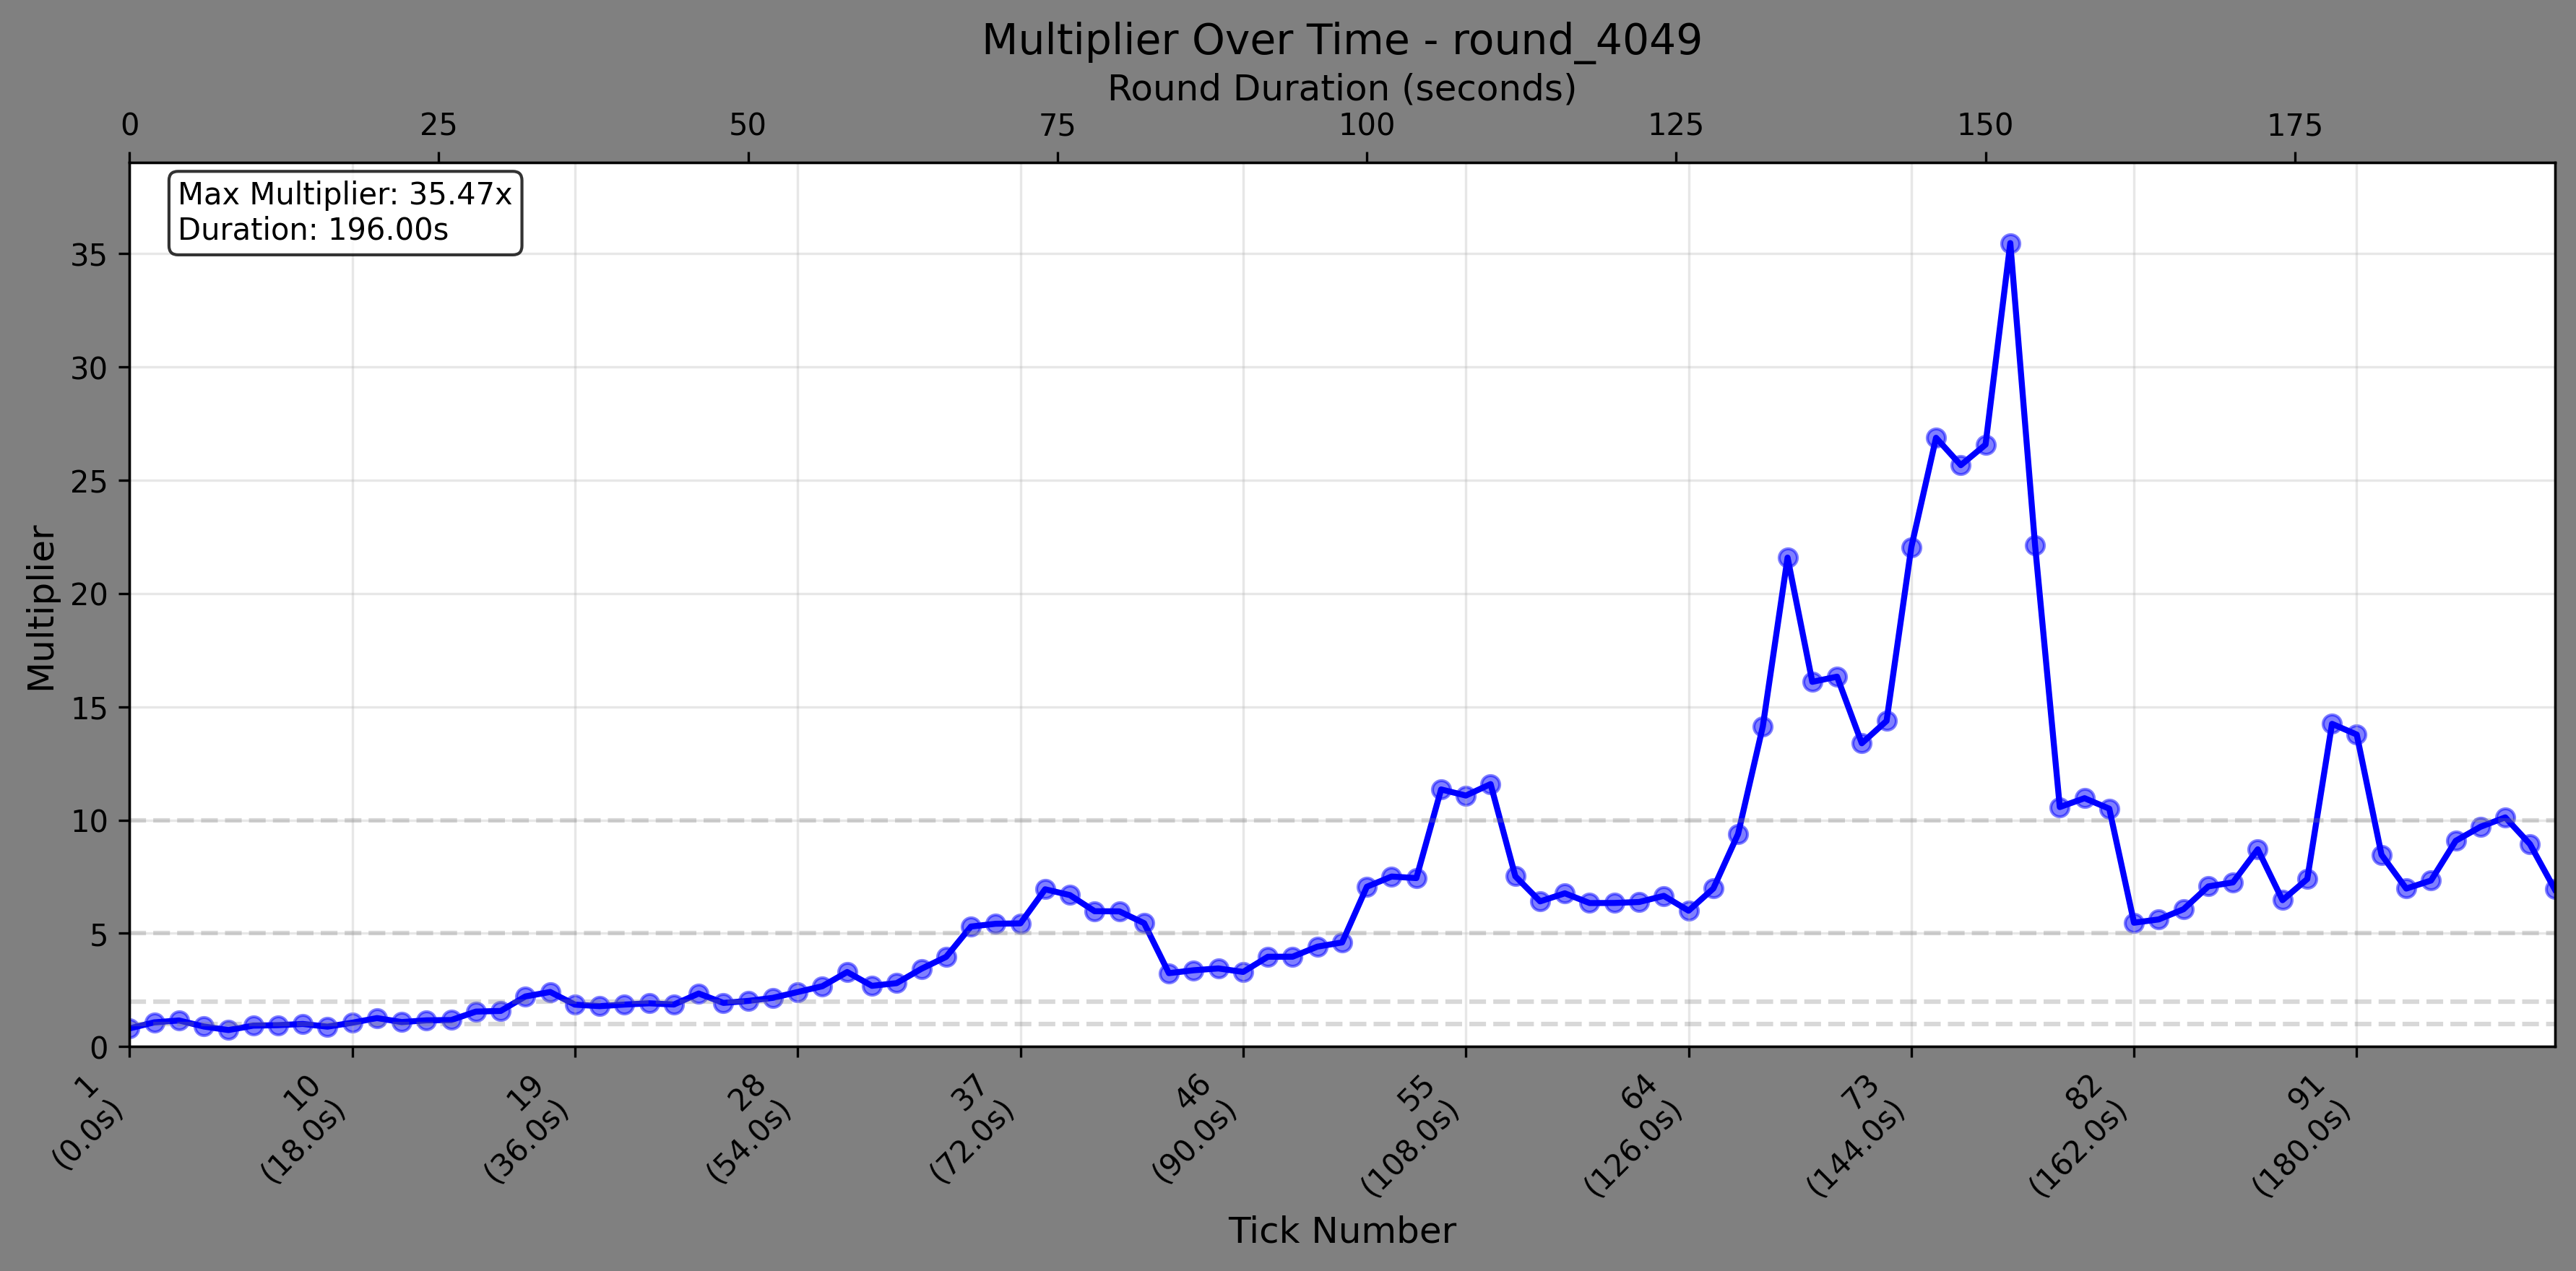 Multiplier Over Time - round_4049
Round Duration (seconds)
0 25 50 75 100 125 150 175
Max Multiplier: 35.47x
Duration: 196.00s
Multiplier
35
30
25
20
15
10
5
0
1
(0.0s)
10
(18.0s)
19
(36.0s)
28
(54.0s)
37
(72.0s)
46
(90.0s)
55
(108.0s)
64
(126.0s)
73
(144.0s)
82
(162.0s)
91
(180.0s)
Tick Number